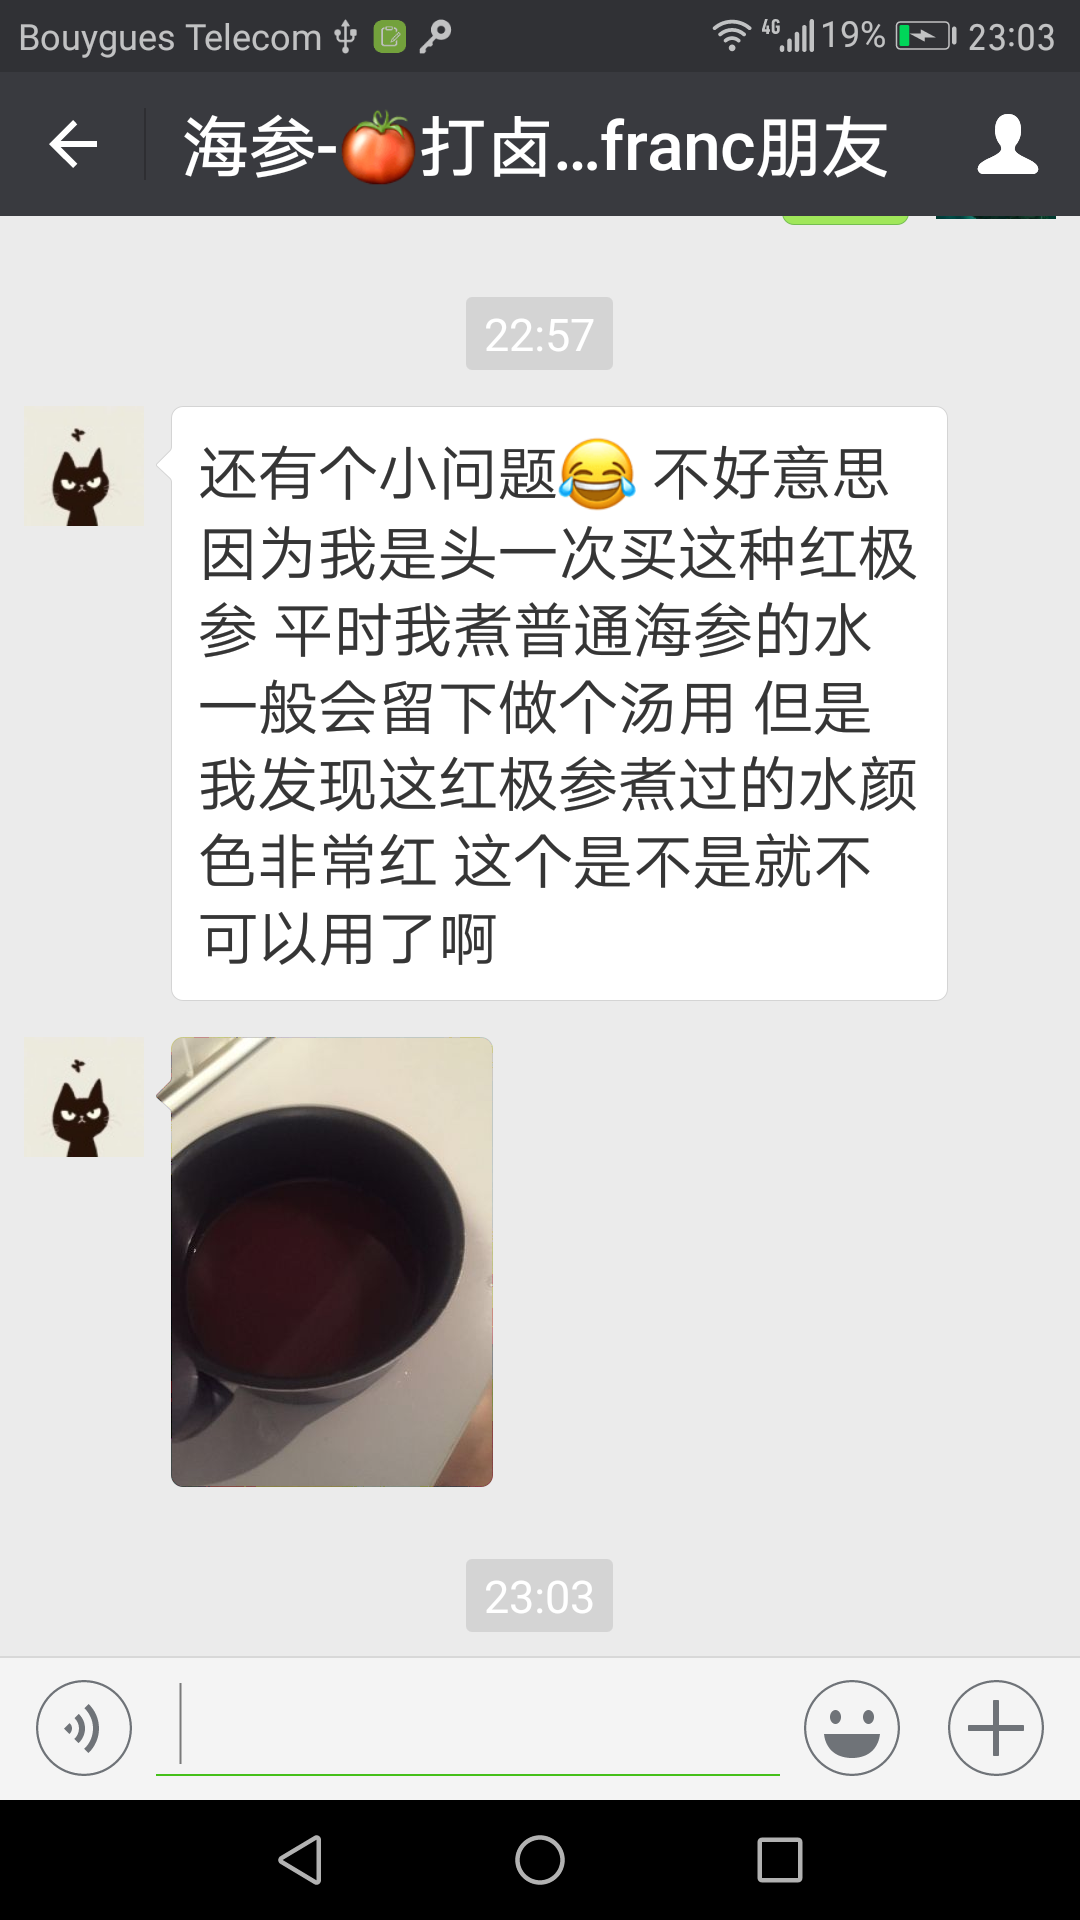 Bouygues Telecom 4G 19% 23:03
海参-🍅打卤...franc朋友
22:57
还有个小问题😂 不好意思
因为我是头一次买这种红极
参 平时我煮普通海参的水
一般会留下做个汤用 但是
我发现这红极参煮过的水颜
色非常红 这个是不是就不
可以用了啊
23:03